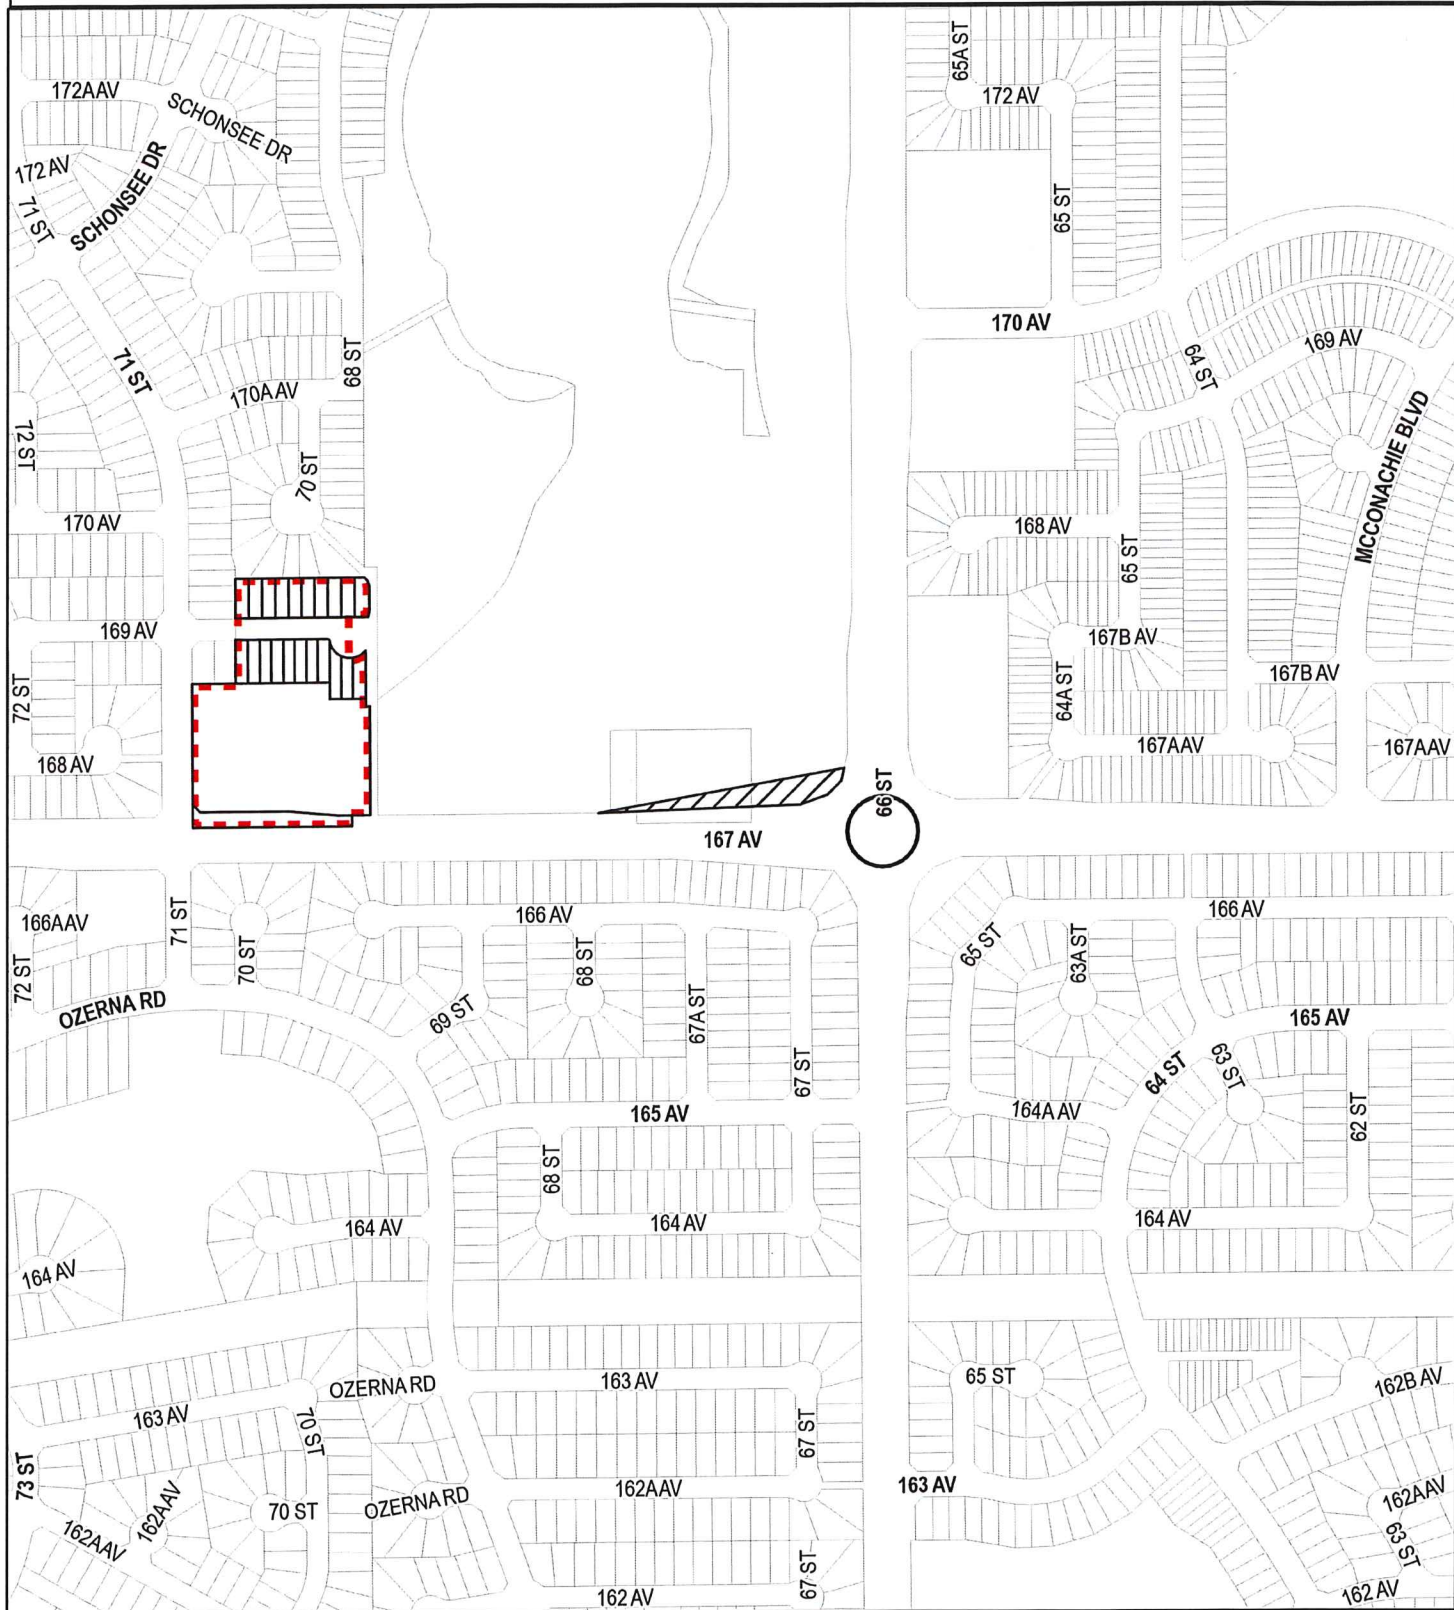 65A ST
172A AV
172 AV
SCHONSEE DR
172 AV
SCHONSEE DR
71 ST
65 ST
170 AV
71 ST
68 ST
64 ST
169 AV
170A AV
MCCONACHIE BLVD
72 ST
70 ST
170 AV
168 AV
65 ST
169 AV
167B AV
167B AV
72 ST
64A ST
168 AV
167A AV
167A AV
66 ST
167 AV
166A AV
71 ST
166 AV
166 AV
70 ST
68 ST
65 ST
63A ST
72 ST
OZERNA RD
69 ST
67A ST
165 AV
67 ST
64 ST
63 ST
165 AV
164A AV
62 ST
68 ST
164 AV
164 AV
164 AV
164 AV
OZERNA RD
163 AV
65 ST
162B AV
163 AV
70 ST
67 ST
73 ST
162A AV
163 AV
162A AV
OZERNA RD
162A AV
70 ST
162A AV
63 ST
67 ST
162 AV
162 AV